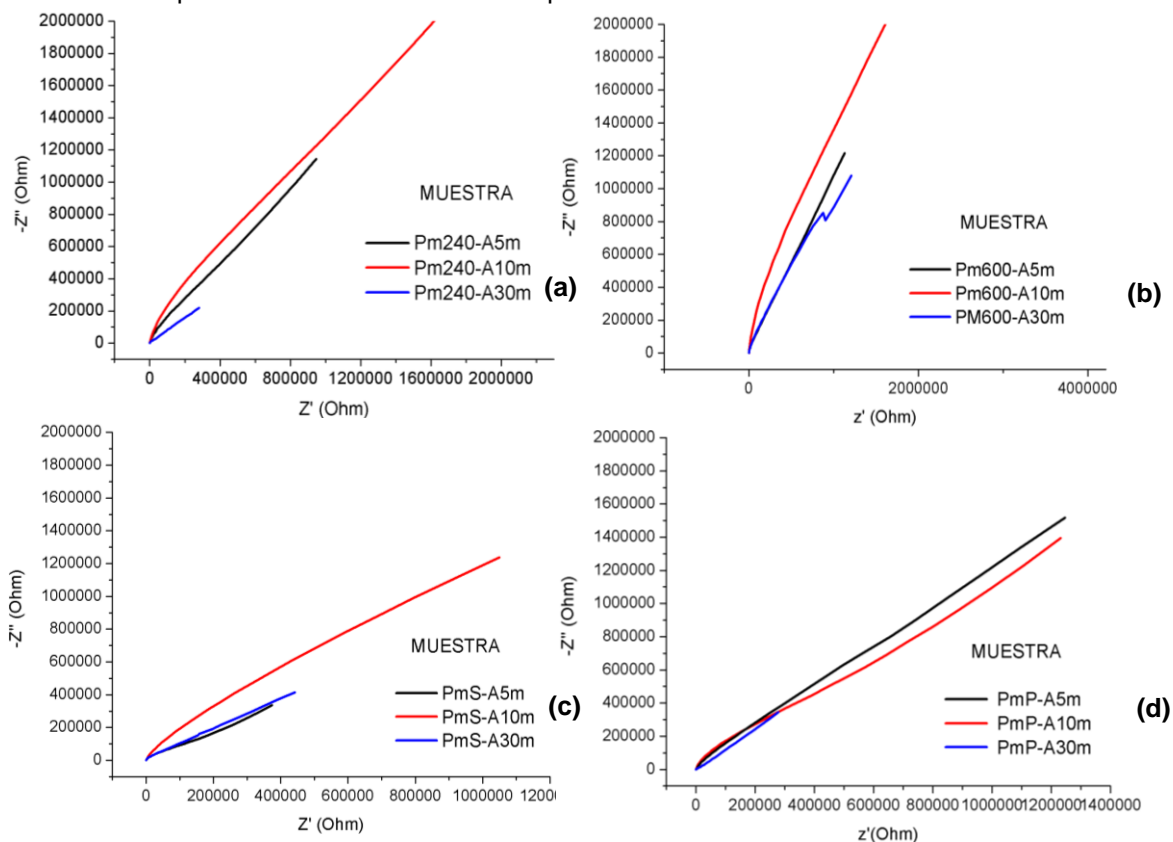 2000000
1800000
1600000
1400000
1200000
1000000
800000
600000
400000
200000
0
-Z'' (Ohm)
0 400000 800000 1200000 1600000 2000000
Z' (Ohm)
MUESTRA
Pm240-A5m
Pm240-A10m
Pm240-A30m
(a)
2000000
1800000
1600000
1400000
1200000
1000000
800000
600000
400000
200000
0
-Z'' (Ohm)
0 2000000 4000000
z' (Ohm)
MUESTRA
Pm600-A5m
Pm600-A10m
PM600-A30m
(b)
2000000
1800000
1600000
1400000
1200000
1000000
800000
600000
400000
200000
0
-Z'' (Ohm)
0 200000 400000 600000 800000 1000000
Z' (Ohm)
MUESTRA
PmS-A5m
PmS-A10m
PmS-A30m
(c)
2000000
1800000
1600000
1400000
1200000
1000000
800000
600000
400000
200000
0
-Z'' (Ohm)
0 200000 400000 600000 800000 1000000 1200000 1400000
z'(Ohm)
MUESTRA
PmP-A5m
PmP-A10m
PmP-A30m
(d)